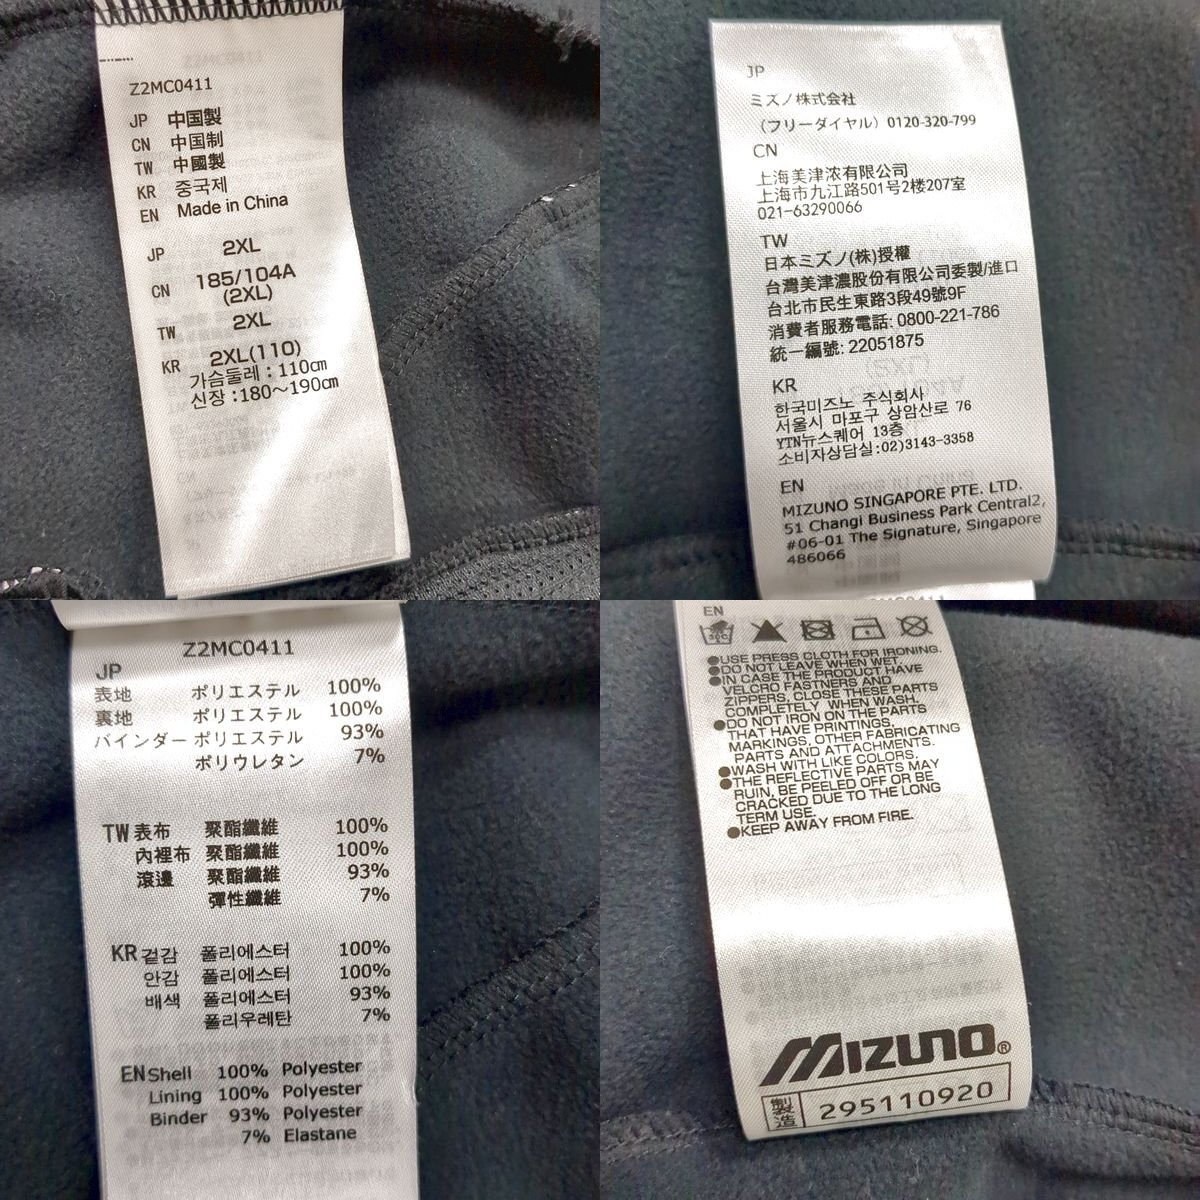 Z2MC0411
JP 中国製
CN 中国制
TW 中國製
KR 중국제
EN Made in China
JP 2XL
CN 185/104A
(2XL)
TW 2XL
KR 2XL(110)
가슴둘레 : 110㎝
신장 : 180～190㎝
JP
ミズノ株式会社
（フリーダイヤル）0120-320-799
CN
上海美津浓有限公司
上海市九江路501号2楼207室
021-63290066
TW
日本ミズノ(株)授權
台灣美津濃股份有限公司委製/進口
台北市民生東路3段49號9F
消費者服務電話: 0800-221-786
統一編號: 22051875
KR
한국미즈노 주식회사
서울시 마포구 상암산로 76
YTN뉴스퀘어 13층
소비자상담실:02)3143-3358
EN
MIZUNO SINGAPORE PTE. LTD.
51 Changi Business Park Central2,
#06-01 The Signature, Singapore
486066
Z2MC0411
JP
表地 ポリエステル 100%
裏地 ポリエステル 100%
バインダー ポリエステル 93%
ポリウレタン 7%
TW 表布 聚酯纖維 100%
內裡布 聚酯纖維 100%
滾邊 聚酯纖維 93%
彈性纖維 7%
KR 겉감 폴리에스터 100%
안감 폴리에스터 100%
배색 폴리에스터 93%
폴리우레탄 7%
EN Shell 100% Polyester
Lining 100% Polyester
Binder 93% Polyester
7% Elastane
EN
●USE PRESS CLOTH FOR IRONING.
●DO NOT LEAVE WHEN WET.
●IN CASE THE PRODUCT HAVE
VELCRO FASTNERS AND
ZIPPERS, CLOSE THESE PARTS
COMPLETELY WHEN WASH.
●DO NOT IRON ON THE PARTS
THAT HAVE PRINTINGS,
MARKINGS, OTHER FABRICATING
PARTS AND ATTACHMENTS.
●WASH WITH LIKE COLORS.
●THE REFLECTIVE PARTS MAY
RUIN, BE PEELED OFF OR BE
CRACKED DUE TO THE LONG
TERM USE.
●KEEP AWAY FROM FIRE.
MIZUNO®
製造 295110920